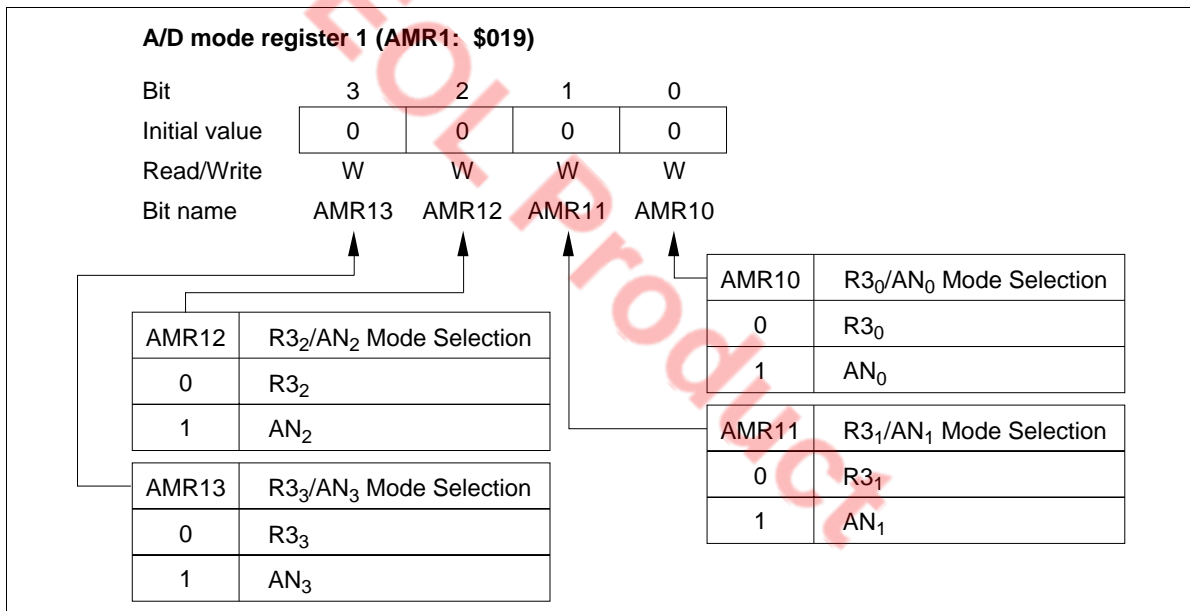 A/D mode register 1 (AMR1: $019)
Bit 3 2 1 0
Initial value 0 0 0 0
Read/Write W W W W
Bit name AMR13 AMR12 AMR11 AMR10
AMR12 R3₂/AN₂ Mode Selection
0 R3₂
1 AN₂
AMR13 R3₃/AN₃ Mode Selection
0 R3₃
1 AN₃
AMR10 R3₀/AN₀ Mode Selection
0 R3₀
1 AN₀
AMR11 R3₁/AN₁ Mode Selection
0 R3₁
1 AN₁
EOL Product